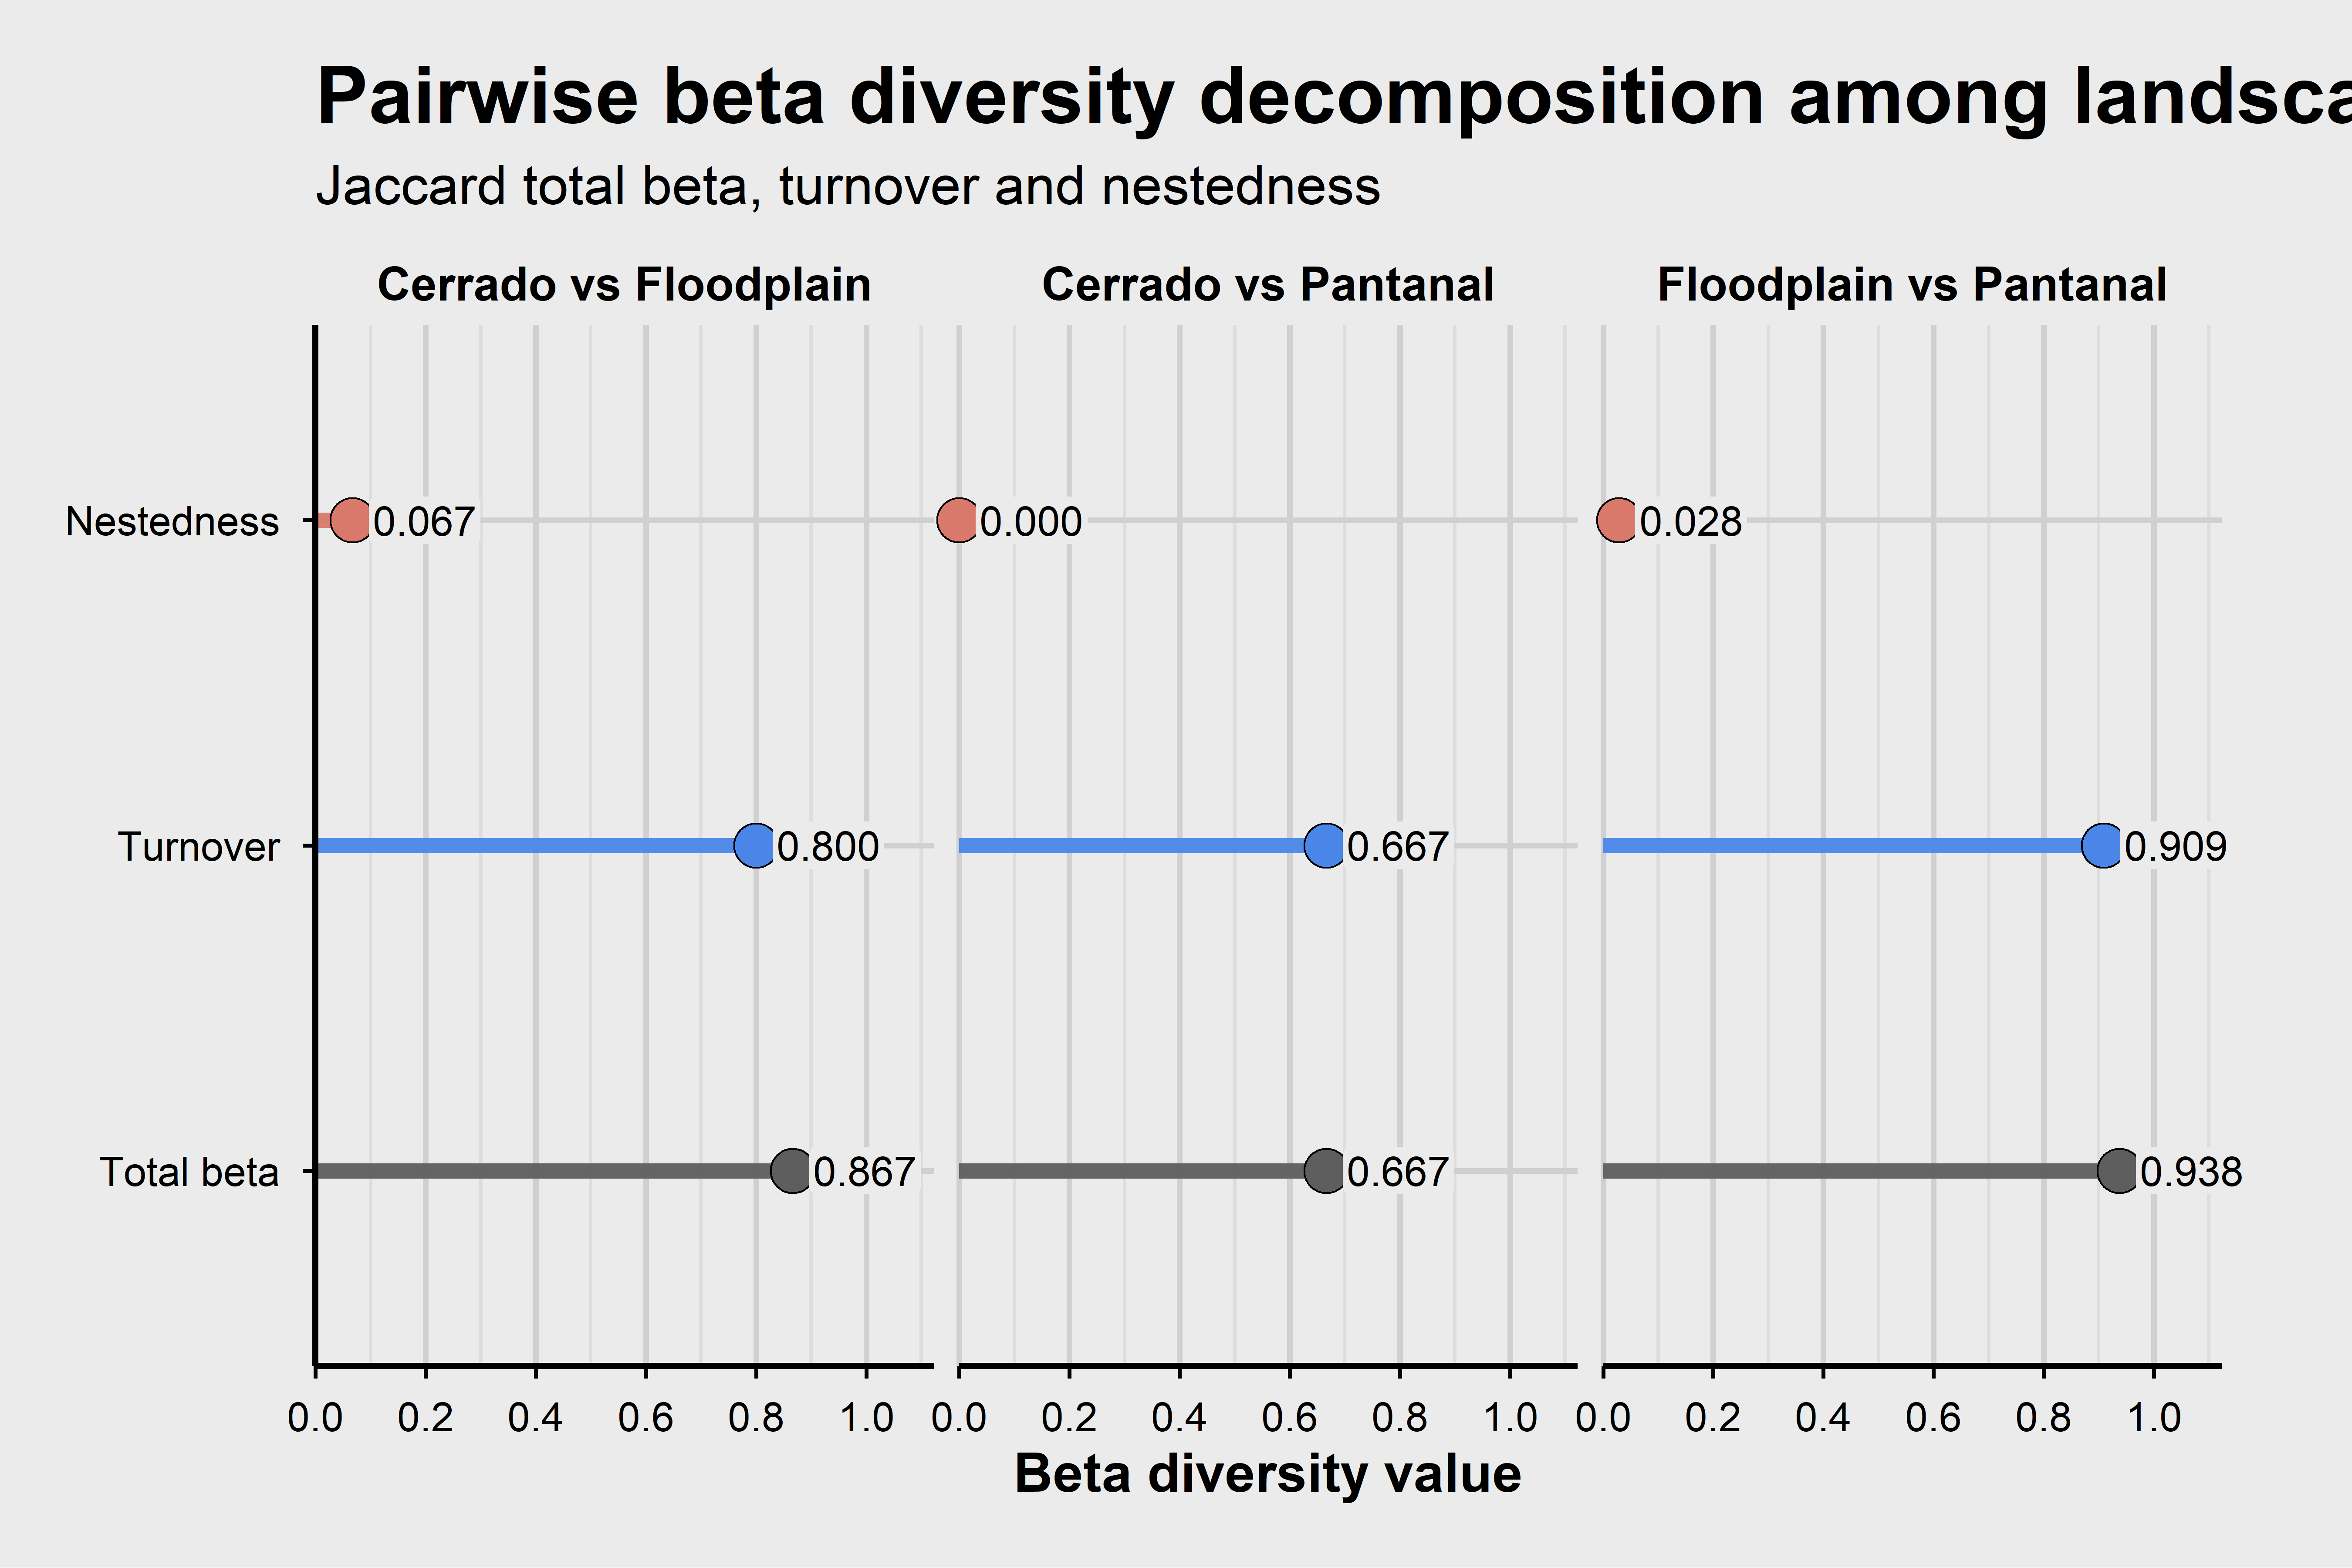 Pairwise beta diversity decomposition among landsca
Jaccard total beta, turnover and nestedness
Cerrado vs Floodplain Cerrado vs Pantanal Floodplain vs Pantanal
Nestedness 0.067 0.000 0.028
Turnover 0.800 0.667 0.909
Total beta 0.867 0.667 0.938
0.0 0.2 0.4 0.6 0.8 1.0 0.0 0.2 0.4 0.6 0.8 1.0 0.0 0.2 0.4 0.6 0.8 1.0
Beta diversity value